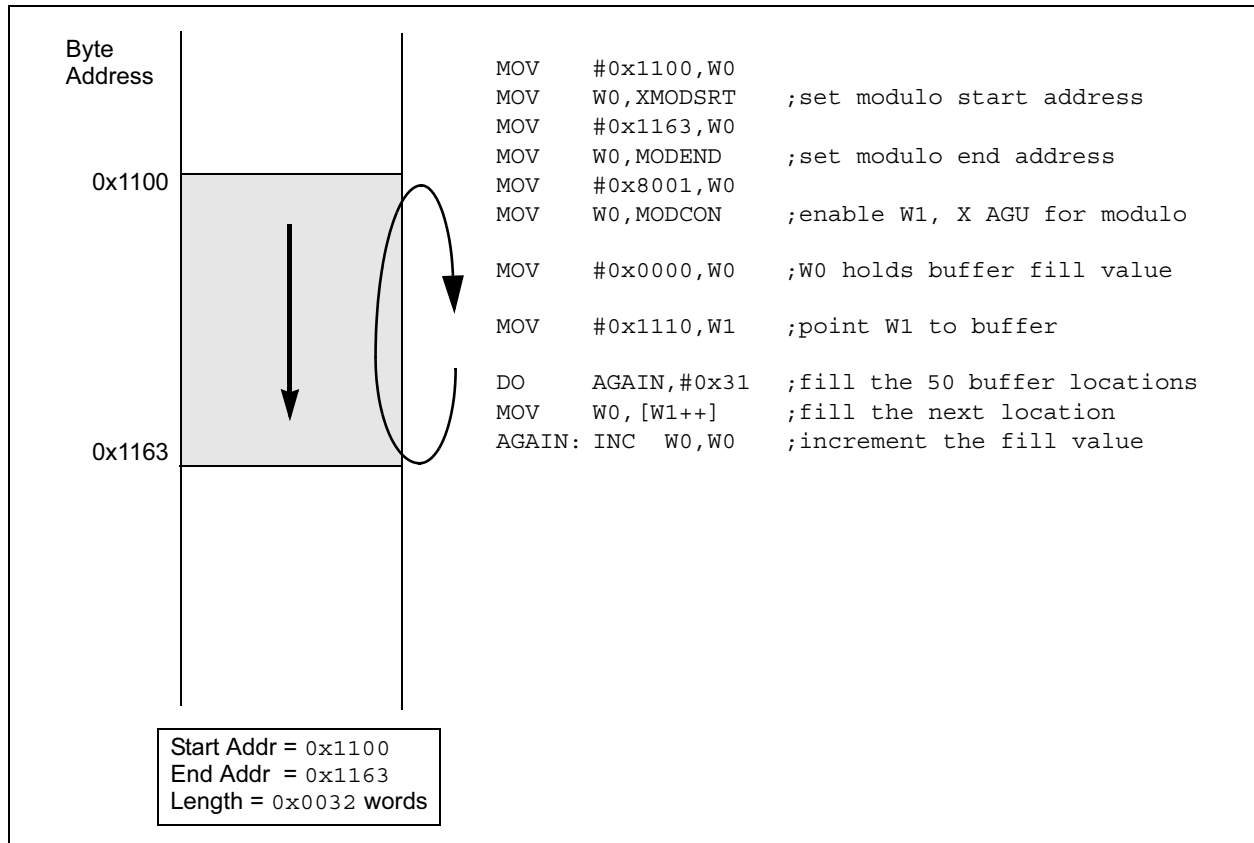 Byte
Address
0x1100
0x1163
MOV #0x1100,W0
MOV W0,XMODSRT ;set modulo start address
MOV #0x1163,W0
MOV W0,MODEND ;set modulo end address
MOV #0x8001,W0
MOV W0,MODCON ;enable W1, X AGU for modulo
MOV #0x0000,W0 ;W0 holds buffer fill value
MOV #0x1110,W1 ;point W1 to buffer
DO AGAIN,#0x31 ;fill the 50 buffer locations
MOV W0,[W1++] ;fill the next location
AGAIN: INC W0,W0 ;increment the fill value
Start Addr = 0x1100
End Addr = 0x1163
Length = 0x0032 words